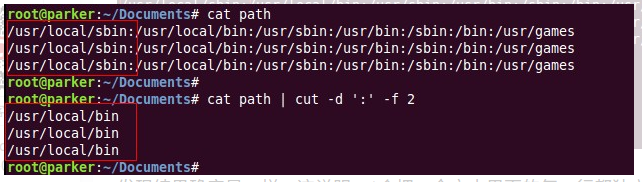 root@parker:~/Documents# cat path
/usr/local/sbin:/usr/local/bin:/usr/sbin:/usr/bin:/sbin:/bin:/usr/games
/usr/local/sbin:/usr/local/bin:/usr/sbin:/usr/bin:/sbin:/bin:/usr/games
/usr/local/sbin:/usr/local/bin:/usr/sbin:/usr/bin:/sbin:/bin:/usr/games
root@parker:~/Documents#
root@parker:~/Documents# cat path | cut -d ':' -f 2
/usr/local/bin
/usr/local/bin
/usr/local/bin
root@parker:~/Documents#